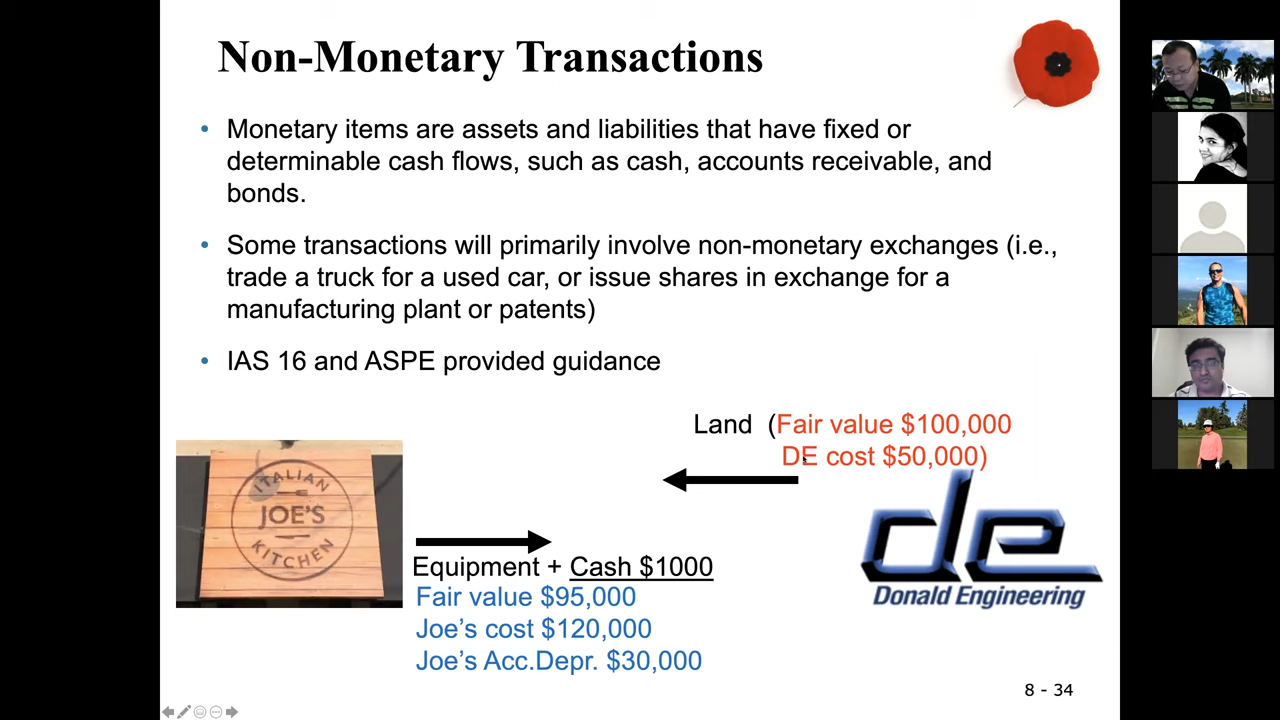 Non-Monetary Transactions
• Monetary items are assets and liabilities that have fixed or
determinable cash flows, such as cash, accounts receivable, and
bonds.
• Some transactions will primarily involve non-monetary exchanges (i.e.,
trade a truck for a used car, or issue shares in exchange for a
manufacturing plant or patents)
• IAS 16 and ASPE provided guidance
Land (Fair value $100,000
DE cost $50,000)
ITALIAN
JOE'S
KITCHEN
Equipment + Cash $1000
Fair value $95,000
Joe's cost $120,000
Joe's Acc.Depr. $30,000
de
Donald Engineering
8 - 34